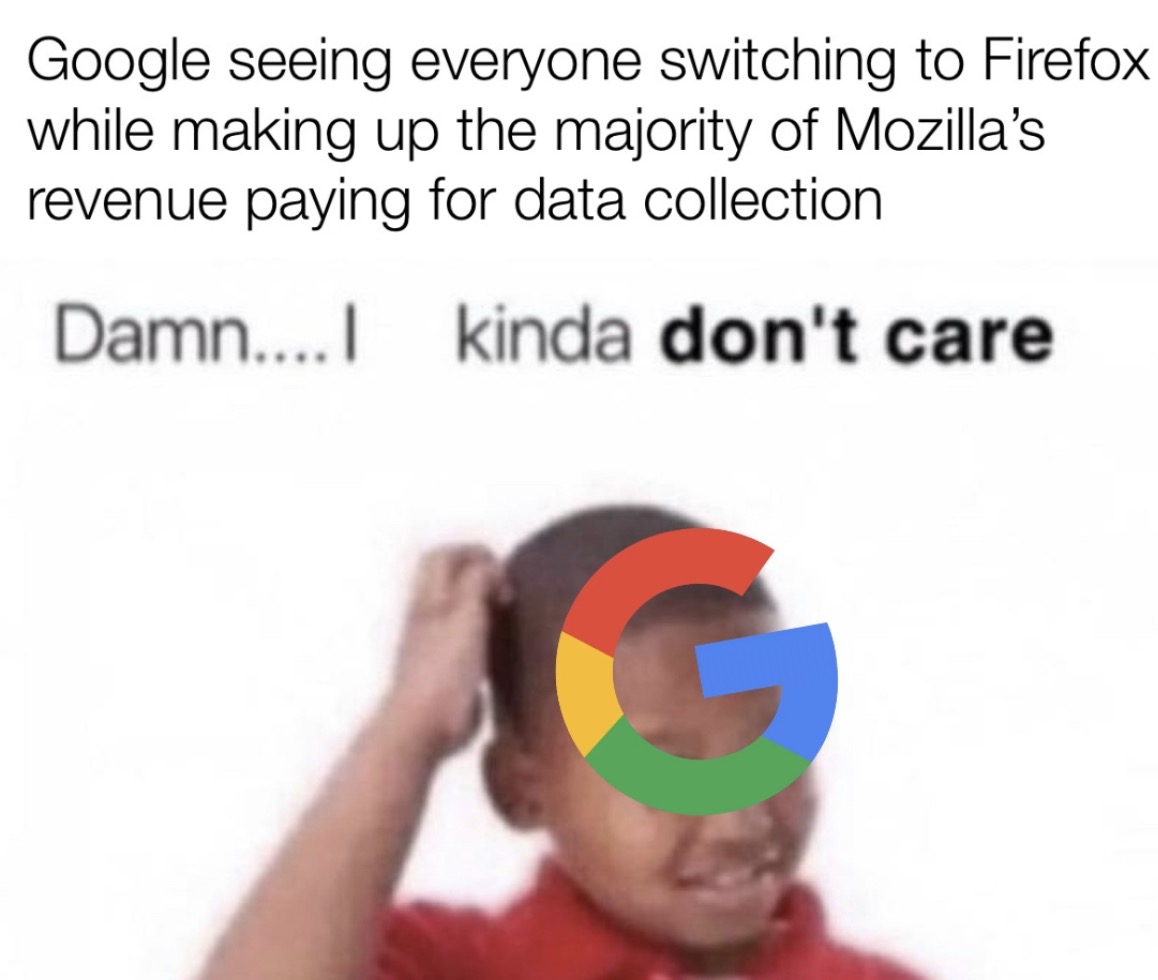 Google seeing everyone switching to Firefox
while making up the majority of Mozilla’s
revenue paying for data collection
Damn.... I kinda don't care